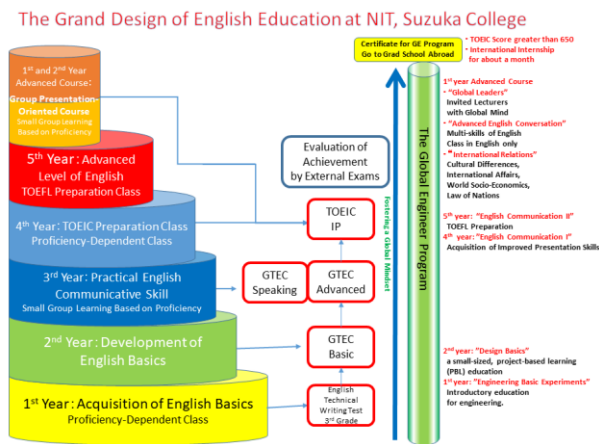 The Grand Design of English Education at NIT, Suzuka College
1st and 2nd Year
Advanced Course:
Group Presentation-
Oriented Course
Small Group Learning
Based on Proficiency
5th Year: Advanced
Level of English
TOEFL Preparation Class
4th Year: TOEIC Preparation Class
Proficiency-Dependent Class
3rd Year: Practical English
Communicative Skill
Small Group Learning Based on Proficiency
2nd Year: Development of
English Basics
1st Year: Acquisition of English Basics
Proficiency-Dependent Class
Evaluation of
Achievement
by External Exams
TOEIC
IP
GTEC
Speaking
GTEC
Advanced
GTEC
Basic
English
Technical
Writing Test
3rd Grade
Fostering a Global Mindset
Certificate for GE Program
Go to Grad School Abroad
The Global Engineer Program
• TOEIC Score greater than 650
• International Internship
for about a month
1st year Advanced Course
• "Global Leaders"
Invited Lecturers
with Global Mind
• "Advanced English Conversation"
Multi-skills of English
Class in English only
• "International Relations"
Cultural Differences,
International Affairs,
World Socio-Economics,
Law of Nations
5th year: "English Communication II"
TOEFL Preparation
4th year: "English Communication I"
Acquisition of Improved Presentation Skills
2nd year: "Design Basics"
a small-sized, project-based learning
(PBL) education
1st year: "Engineering Basic Experiments"
Introductory education
for engineering.